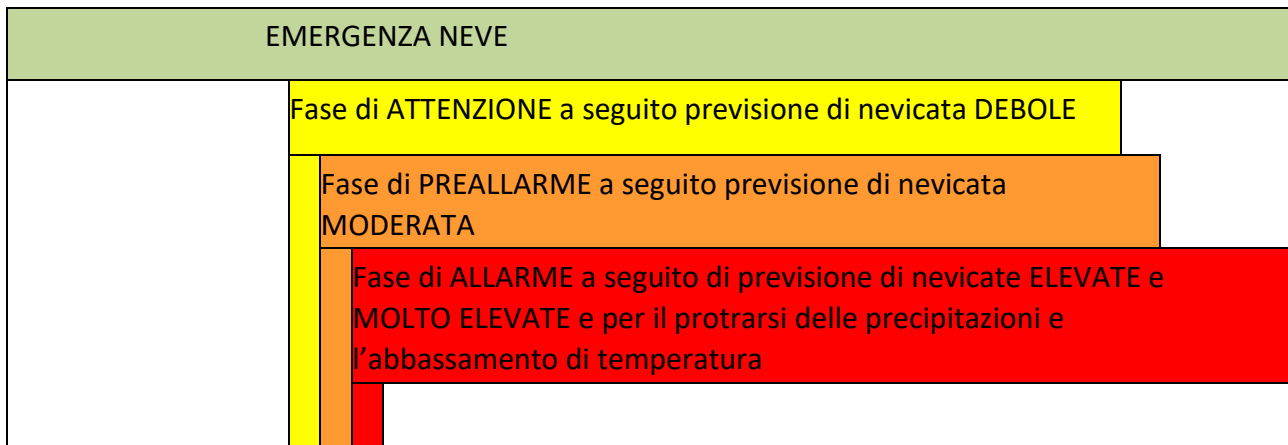 EMERGENZA NEVE
Fase di ATTENZIONE a seguito previsione di nevicata DEBOLE
Fase di PREALLARME a seguito previsione di nevicata
MODERATA
Fase di ALLARME a seguito di previsione di nevicate ELEVATE e
MOLTO ELEVATE e per il protrarsi delle precipitazioni e
l’abbassamento di temperatura